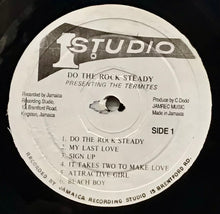 1 STUDIO
DO THE ROCK STEADY
PRESENTING THE TERMITES
Recorded by Jamaica
Recording Studio,
13 Brentford Road,
Kingston, Jamaica
Produce by C Dodd
JAMREC MUSIC
Made in Jamaica
SIDE 1
1 DO THE ROCK STEADY
2 MY LAST LOVE
3 SIGN UP
4 IT TAKES TWO TO MAKE LOVE
5 ATTRACTIVE GIRL
6 BEACH BOY
MFG. BY JAMAICA RECORDING STUDIO 13 BRENTFORD RD.